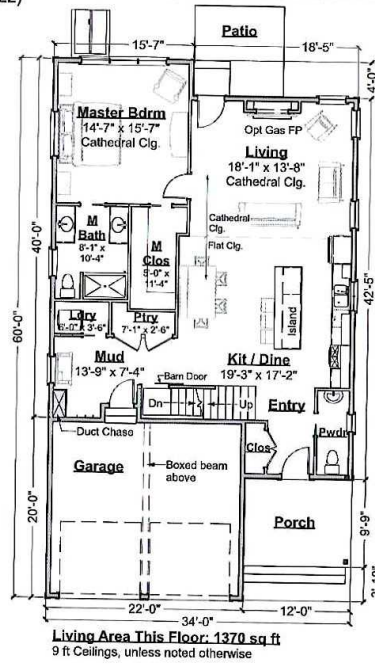 Patio
15'-7"
18'-5"
4'-0"
Master Bdrm
14'-7" x 15'-7"
Cathedral Clg.
Opt Gas FP
Living
18'-1" x 13'-8"
Cathedral Clg.
Cathedral
Clg.
Flat Clg.
M
Bath
8'-1" x
10'-4"
M
Clos
5'-0" x
11'-4"
40'-0"
60'-0"
42'-5"
Ldry
6'-0" x 3'-6"
Ptry
7'-1" x 2'-6"
Island
Mud
13'-9" x 7'-4"
Kit / Dine
19'-3" x 17'-2"
Barn Door
Dn
Up
Entry
Duct Chase
Clos
Pwdr
Garage
Boxed beam
above
Porch
20'-0"
9'-9"
22'-0"
12'-0"
34'-0"
Living Area This Floor: 1370 sq ft
9 ft Ceilings, unless noted otherwise